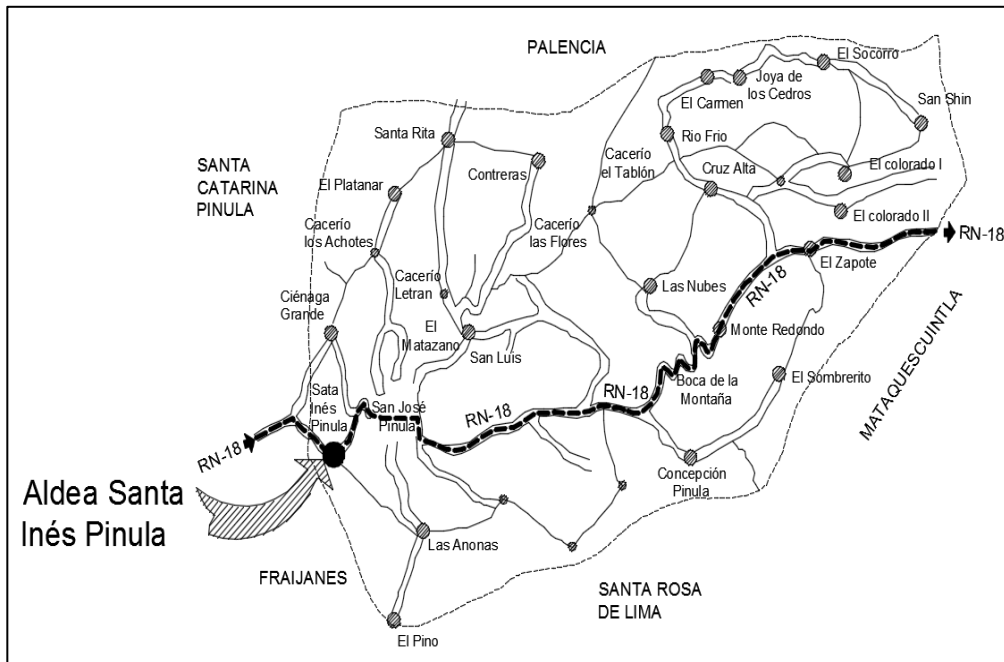 PALENCIA
El Socorro
Joya de
los Cedros
El Carmen
San Shin
Santa Rita
Rio Frio
SANTA
CATARINA
PINULA
Contreras
Cacerío
el Tablón
Cruz Alta
El colorado I
El Platanar
El colorado II
Cacerío
los Achotes
Cacerío
las Flores
RN-18
El Zapote
Cacerío
Letran
Las Nubes
RN-18
Ciénaga
Grande
El
Matazano
San Luis
Monte Redondo
MATAQUESCUINTLA
Sata
Inés
Pinula
San José
Pinula
RN-18
RN-18
Boca de la
Montaña
El Sombrerito
RN-18
Concepción
Pinula
Aldea Santa
Inés Pinula
Las Anonas
FRAIJANES
SANTA ROSA
DE LIMA
El Pino